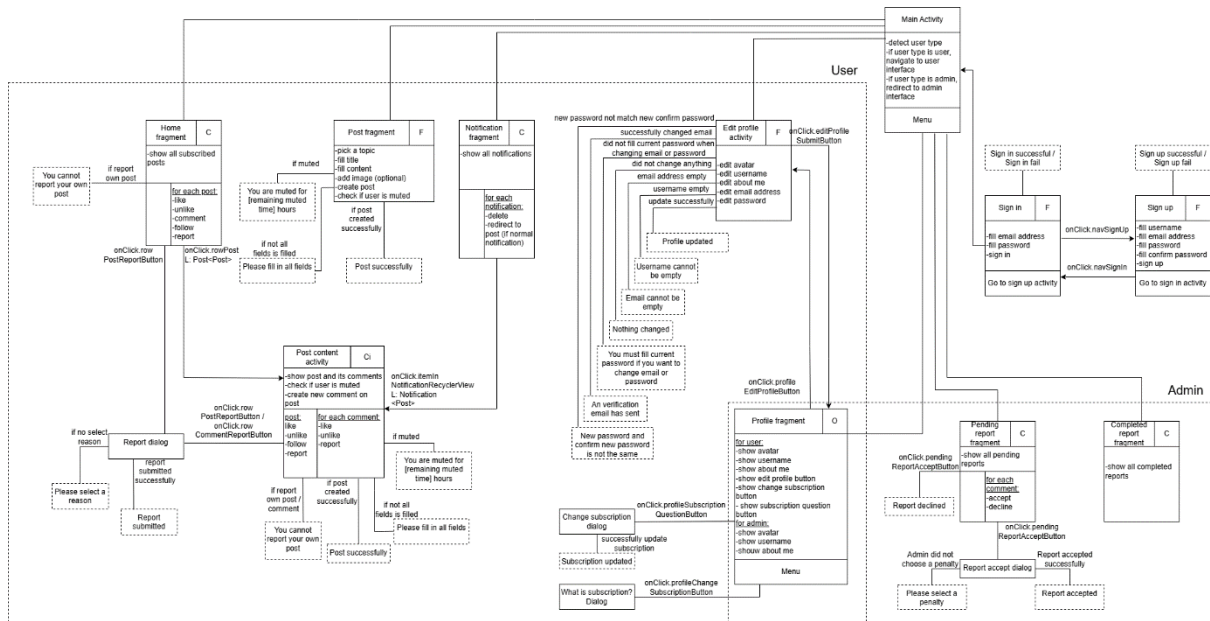 Main Activity
-detect user type
-if user type is user,
navigate to user
interface
-if user type is admin,
redirect to admin
interface
Menu
User
Home
fragment
C
-show all subscribed
posts
for each post:
-like
-unlike
-comment
-follow
-report
if report
own post
You cannot
report your own
post
onClick.row
PostReportButton
onClick.rowPost
L: Post<Post>
Post fragment
F
-pick a topic
-fill title
-fill content
-add image (optional)
-create post
-check if user is muted
if muted
You are muted for
[remaining muted
time] hours
if not all
fields is filled
Please fill in all fields
if post
created
successfully
Post successfully
Notification
fragment
C
-show all notifications
for each
notification:
-delete
-redirect to
post (if normal
notification)
onClick.itemIn
NotificationRecyclerView
L: Notification
<Post>
Edit profile
activity
F
-edit avatar
-edit username
-edit about me
-edit email address
-edit password
onClick.editProfile
SubmitButton
new password not match new confirm password
successfully changed email
did not fill current password when
changing email or password
did not change anything
email address empty
username empty
update successfully
Profile updated
Username cannot
be empty
Email cannot be
empty
Nothing changed
You must fill current
password if you want to
change email or
password
An verification
email has sent
New password and
confirm new password
is not the same
onClick.profile
EditProfileButton
Sign in successful /
Sign in fail
Sign in
F
-fill email address
-fill password
-sign in
Go to sign up activity
onClick.navSignUp
onClick.navSignIn
Sign up successful /
Sign up fail
Sign up
F
-fill username
-fill email address
-fill password
-fill confirm password
-sign up
Go to sign in activity
Post content
activity
Ci
-show post and its comments
-check if user is muted
-create new comment on
post
post:
like
-unlike
-follow
-report
for each comment:
-like
-unlike
-report
onClick.row
PostReportButton /
onClick.row
CommentReportButton
Report dialog
if no select
reason
Please select a
reason
report
submitted
successfully
Report
submitted
if report
own post /
comment
You cannot
report your own
post
if post
created
successfully
Post successfully
if not all
fields is filled
Please fill in all fields
if muted
You are muted for
[remaining muted
time] hours
Admin
Profile fragment
O
for user:
-show avatar
-show username
-show about me
-show edit profile button
-show change subscription
button
- show subscription question
button
for admin:
-show avatar
-show username
-shouw about me
Menu
onClick.profileSubscription
QuestionButton
Change subscription
dialog
successfully update
subscription
Subscription updated
onClick.profileChange
SubscriptionButton
What is subscription?
Dialog
Pending
report
fragment
C
-show all pending
reports
for each
comment:
-accept
-decline
onClick.pending
ReportAcceptButton
Report declined
onClick.pending
ReportAcceptButton
Report accept dialog
Admin did not
choose a penalty
Please select a
penalty
Report accepted
successfully
Report accepted
Completed
report
fragment
C
-show all completed
reports